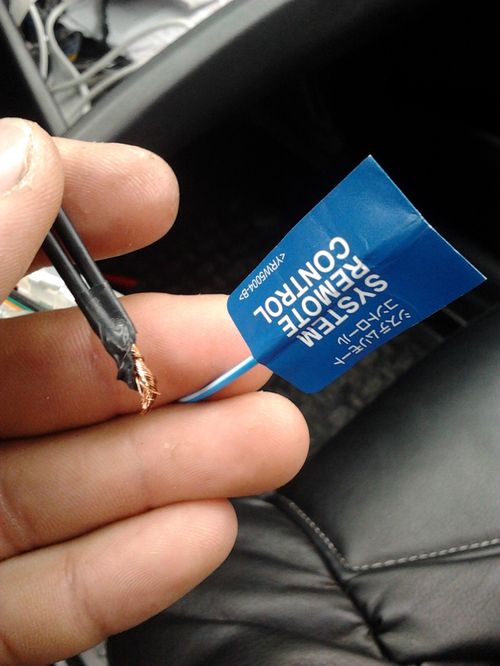 システムリモート
コントロール
SYSTEM
REMOTE
CONTROL
<YRW5004-B>